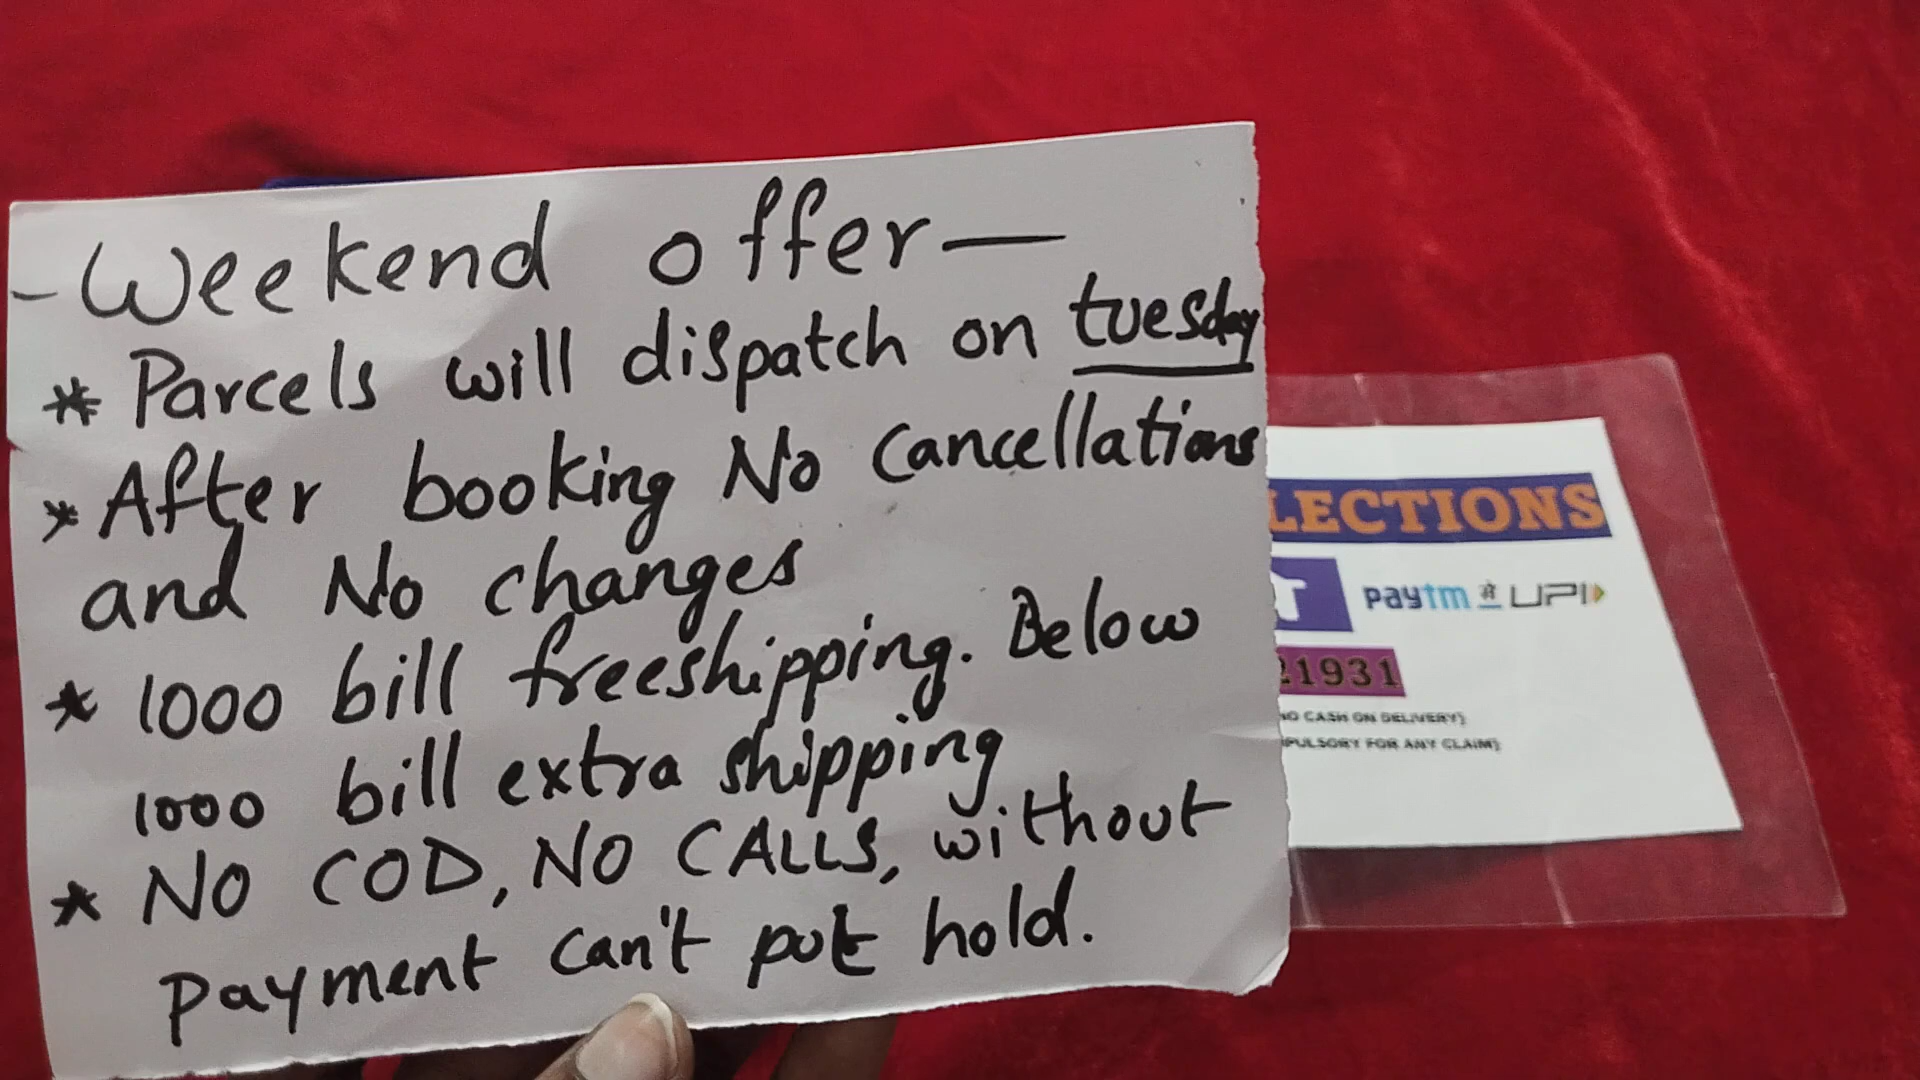 - Weekend offer —
* Parcels will dispatch on tuesday
* After booking No Cancellations
and No changes
* 1000 bill freeshipping. Below
1000 bill extra shipping
* NO COD, NO CALLS, without
payment can't put hold.
LECTIONS
paytm से UPI
21931
NO CASH ON DELIVERY)
PULSORY FOR ANY CLAIM)